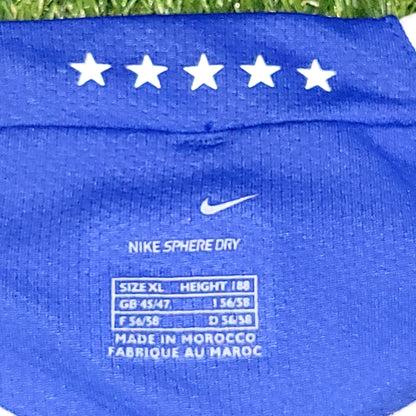 NIKE SPHERE DRY
SIZE XL HEIGHT 188
GB 45/47 I 56/58
F 56/58 D 56/58
MADE IN MOROCCO
FABRIQUE AU MAROC